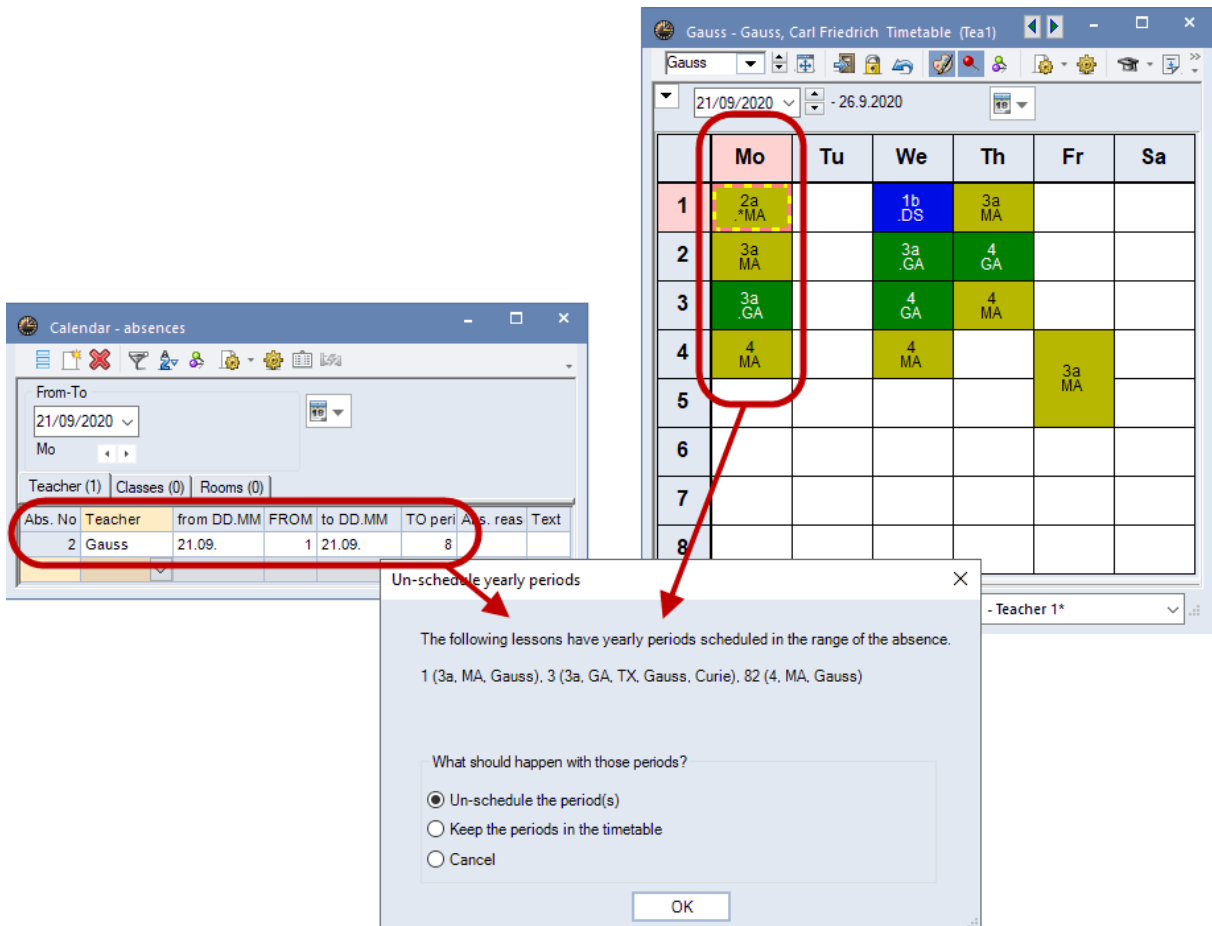 Gauss - Gauss, Carl Friedrich Timetable (Tea1)
Gauss
21/09/2020 - 26.9.2020
18
Mo Tu We Th Fr Sa
1
2a
.*MA
1b
.DS
3a
MA
2
3a
MA
3a
.GA
4
GA
3
3a
.GA
4
GA
4
MA
4
4
MA
4
MA
3a
MA
5
6
7
8
- Teacher 1*
Calendar - absences
From-To
21/09/2020
18
Mo
Teacher (1) Classes (0) Rooms (0)
Abs. No Teacher from DD.MM FROM to DD.MM TO peri Abs. reas Text
2 Gauss 21.09. 1 21.09. 8
Un-schedule yearly periods
The following lessons have yearly periods scheduled in the range of the absence.
1 (3a, MA, Gauss), 3 (3a, GA, TX, Gauss, Curie), 82 (4, MA, Gauss)
What should happen with those periods?
Un-schedule the period(s)
Keep the periods in the timetable
Cancel
OK